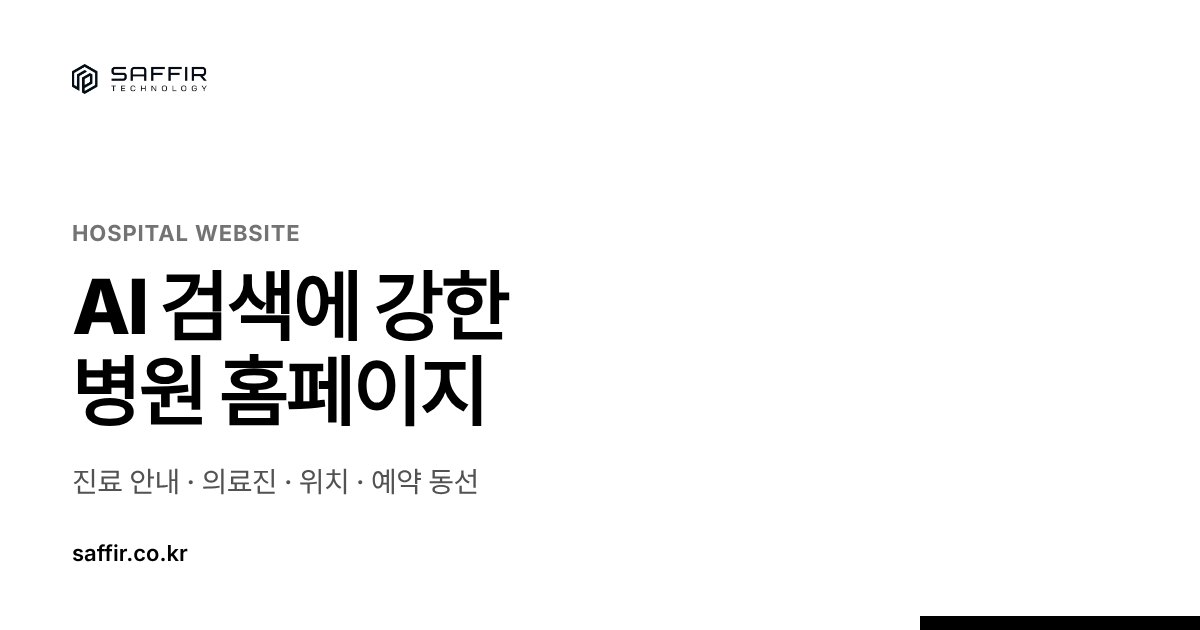 SAFFIR
TECHNOLOGY
HOSPITAL WEBSITE
AI 검색에 강한
병원 홈페이지
진료 안내 · 의료진 · 위치 · 예약 동선
saffir.co.kr